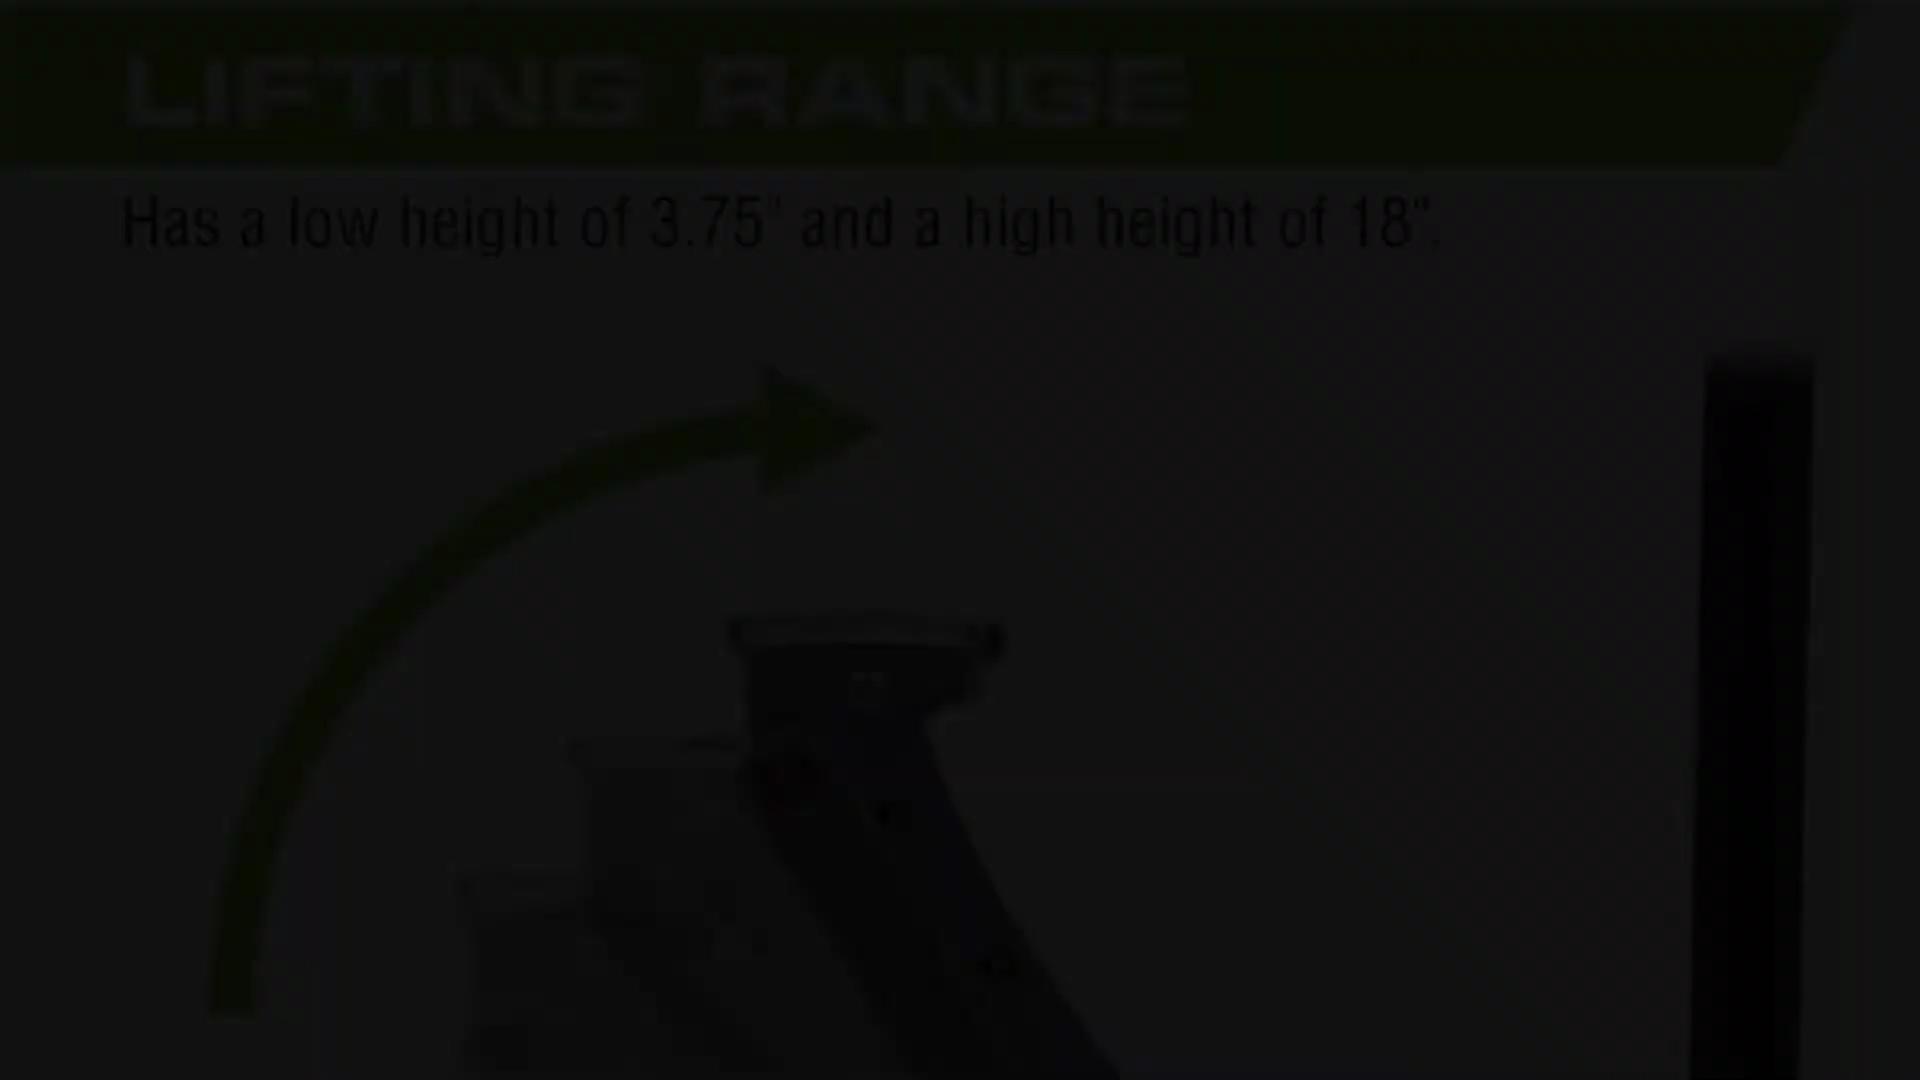 LIFTING RANGE
Has a low height of 3.75" and a high height of 18".